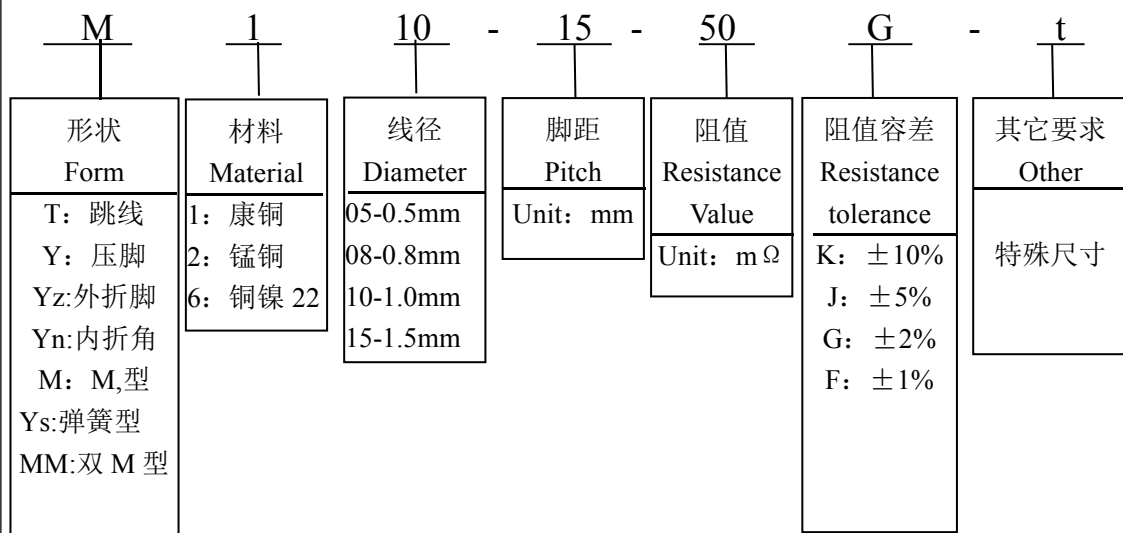 M 1 10 - 15 - 50 G - t
形状
Form
T：跳线
Y：压脚
Yz:外折脚
Yn:内折角
M：M,型
Ys:弹簧型
MM:双 M 型
材料
Material
1：康铜
2：锰铜
6：铜镍 22
线径
Diameter
05-0.5mm
08-0.8mm
10-1.0mm
15-1.5mm
脚距
Pitch
Unit：mm
阻值
Resistance
Value
Unit：mΩ
阻值容差
Resistance
tolerance
K：±10%
J：±5%
G：±2%
F：±1%
其它要求
Other
特殊尺寸